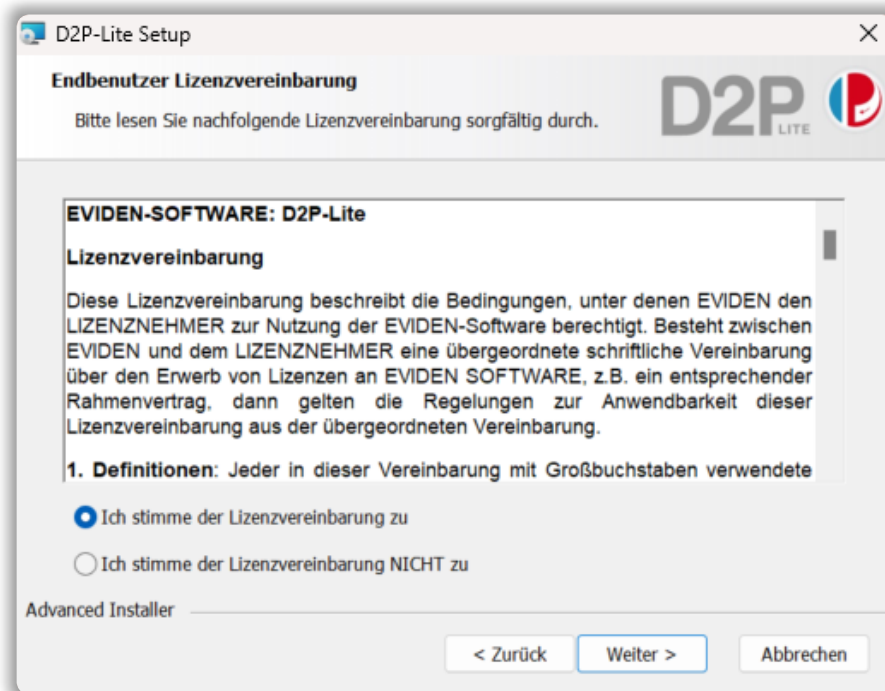 D2P-Lite Setup
Endbenutzer Lizenzvereinbarung
Bitte lesen Sie nachfolgende Lizenzvereinbarung sorgfältig durch.
D2P LITE
EVIDEN-SOFTWARE: D2P-Lite
Lizenzvereinbarung
Diese Lizenzvereinbarung beschreibt die Bedingungen, unter denen EVIDEN den
LIZENZNEHMER zur Nutzung der EVIDEN-Software berechtigt. Besteht zwischen
EVIDEN und dem LIZENZNEHMER eine übergeordnete schriftliche Vereinbarung
über den Erwerb von Lizenzen an EVIDEN SOFTWARE, z.B. ein entsprechender
Rahmenvertrag, dann gelten die Regelungen zur Anwendbarkeit dieser
Lizenzvereinbarung aus der übergeordneten Vereinbarung.
1. Definitionen: Jeder in dieser Vereinbarung mit Großbuchstaben verwendete
Ich stimme der Lizenzvereinbarung zu
Ich stimme der Lizenzvereinbarung NICHT zu
Advanced Installer
< Zurück
Weiter >
Abbrechen